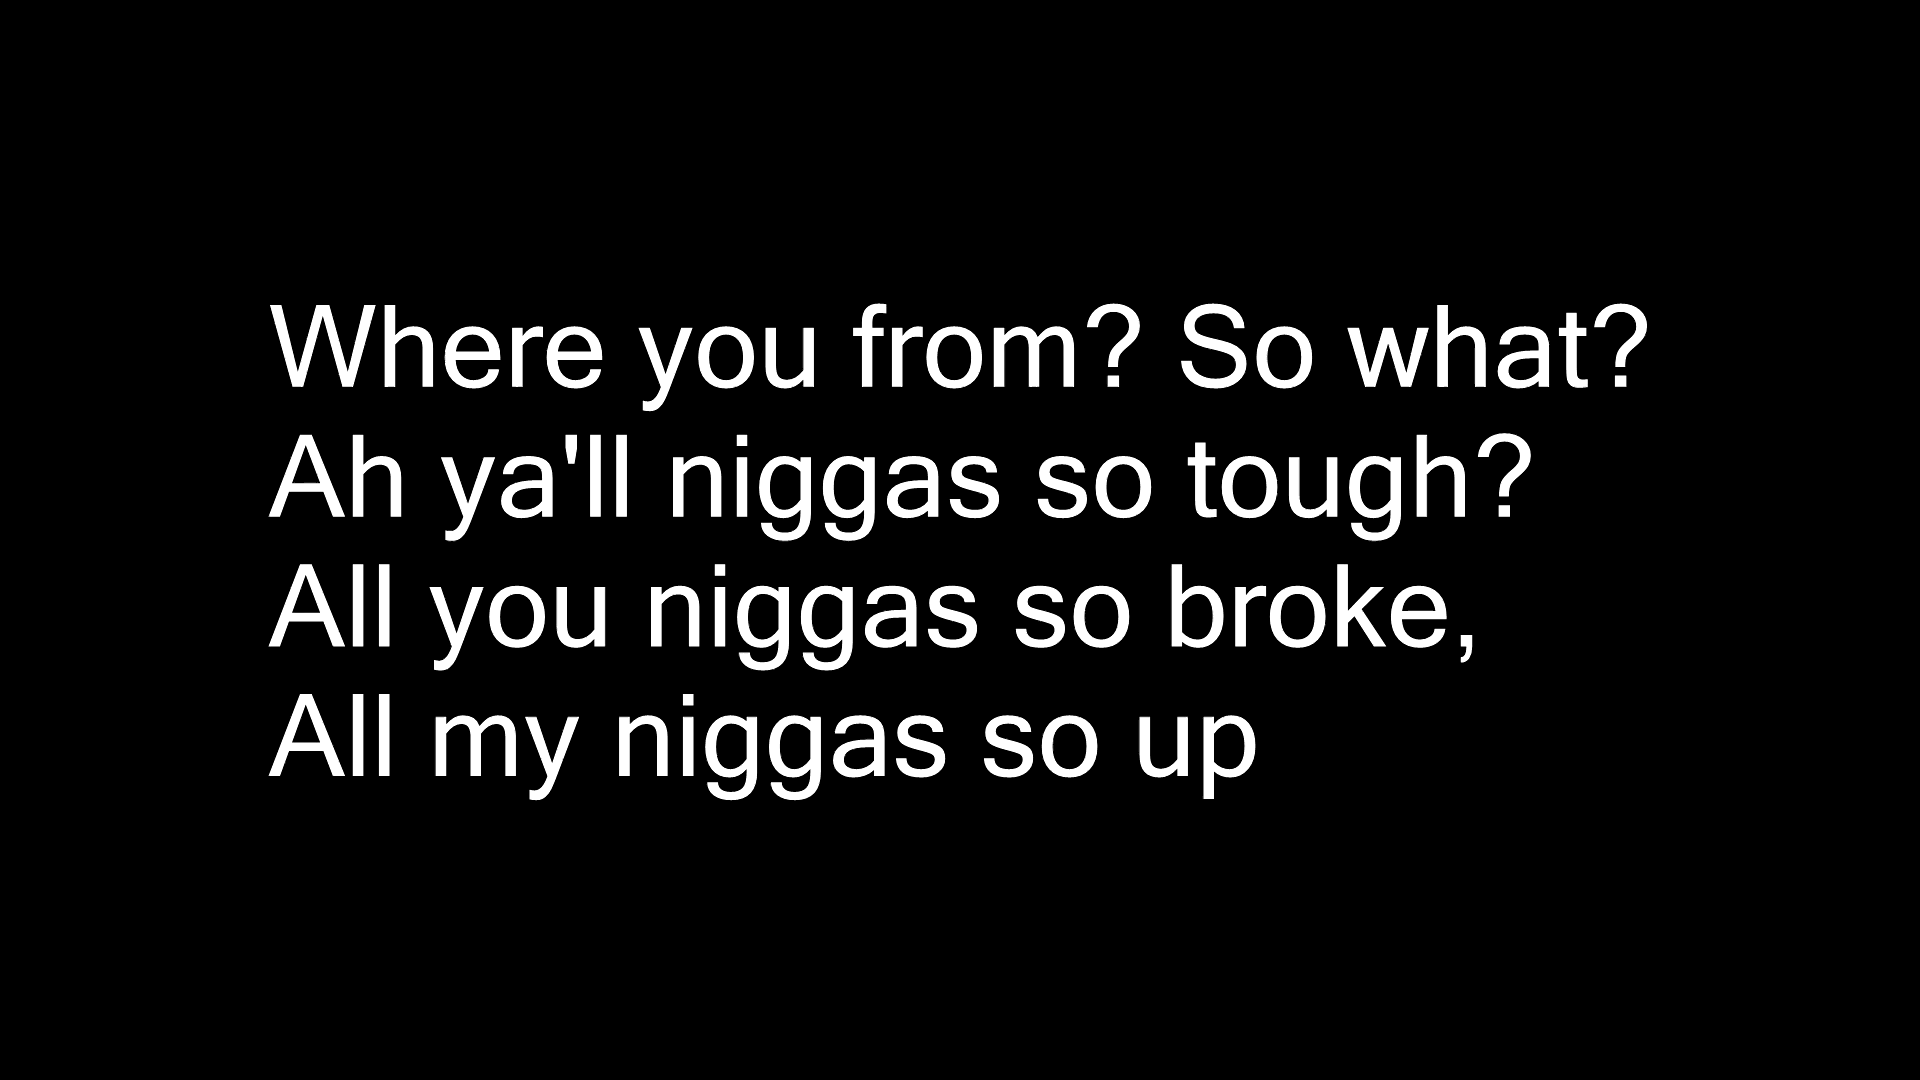 Where you from? So what?
Ah ya'll niggas so tough?
All you niggas so broke,
All my niggas so up